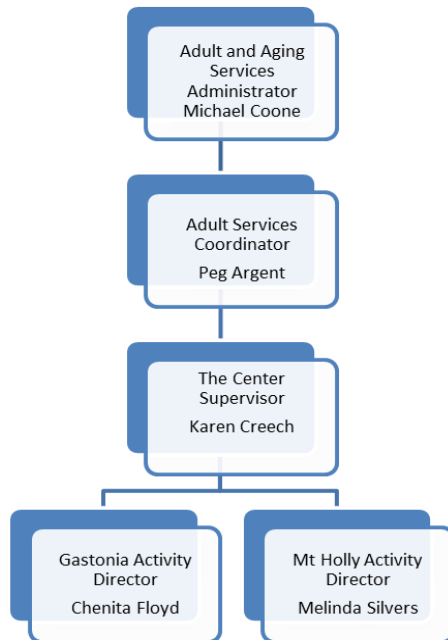 Adult and Aging
Services
Administrator
Michael Coone
Adult Services
Coordinator
Peg Argent
The Center
Supervisor
Karen Creech
Gastonia Activity
Director
Chenita Floyd
Mt Holly Activity
Director
Melinda Silvers